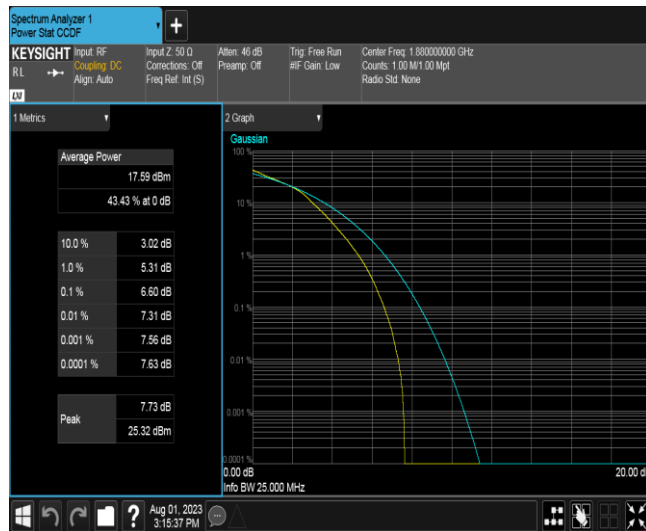 Spectrum Analyzer 1
Power Stat CCDF
+
KEYSIGHT
RL
LXI
Input: RF
Coupling: DC
Align: Auto
Input Z: 50 Ω
Corrections: Off
Freq Ref: Int (S)
Atten: 46 dB
Preamp: Off
Trig: Free Run
#IF Gain: Low
Center Freq: 1.880000000 GHz
Counts: 1.00 M/1.00 Mpt
Radio Std: None
1 Metrics
Average Power
17.59 dBm
43.43 % at 0 dB
10.0 % 3.02 dB
1.0 % 5.31 dB
0.1 % 6.60 dB
0.01 % 7.31 dB
0.001 % 7.56 dB
0.0001 % 7.63 dB
Peak
7.73 dB
25.32 dBm
2 Graph
Gaussian
100 %
10 %
1 %
0.1 %
0.01 %
0.001 %
0.0001 %
0.00 dB
20.00 d
Info BW 25.000 MHz
?
Aug 01, 2023
3:15:37 PM